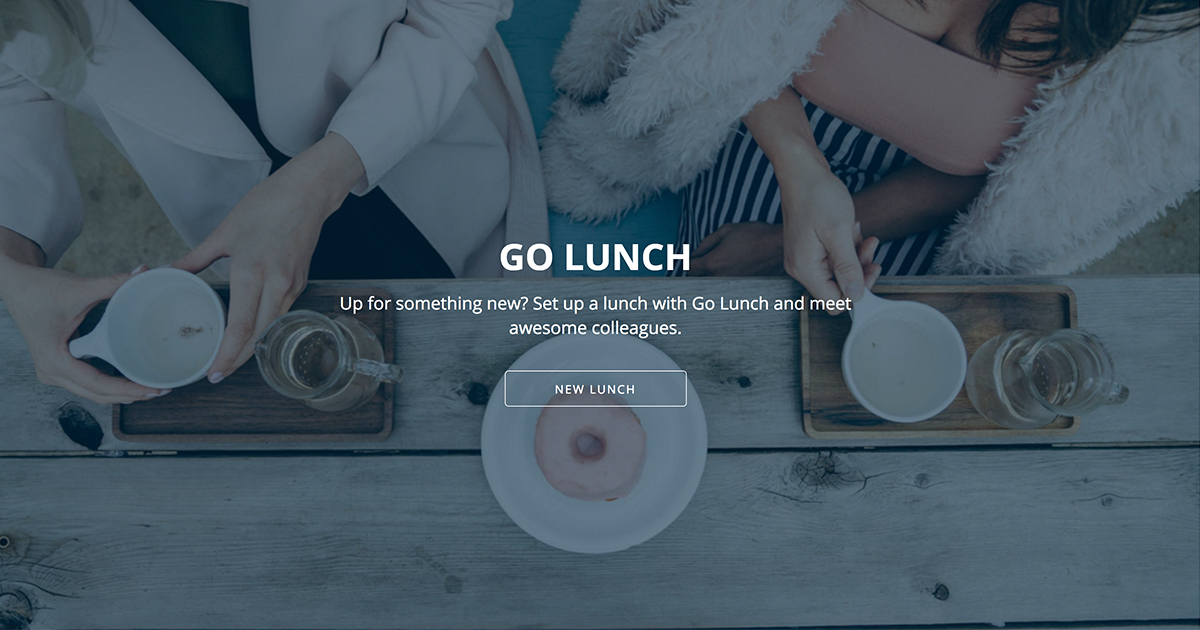 GO LUNCH
Up for something new? Set up a lunch with Go Lunch and meet
awesome colleagues.
NEW LUNCH